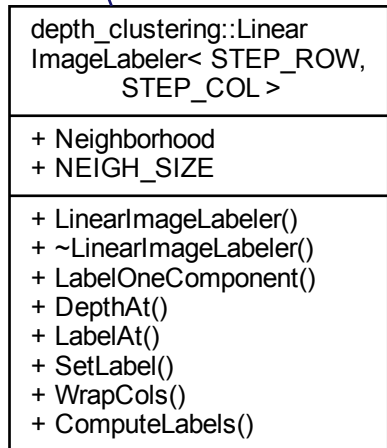 depth_clustering::Linear
ImageLabeler< STEP_ROW,
STEP_COL >
+ Neighborhood
+ NEIGH_SIZE
+ LinearImageLabeler()
+ ~LinearImageLabeler()
+ LabelOneComponent()
+ DepthAt()
+ LabelAt()
+ SetLabel()
+ WrapCols()
+ ComputeLabels()